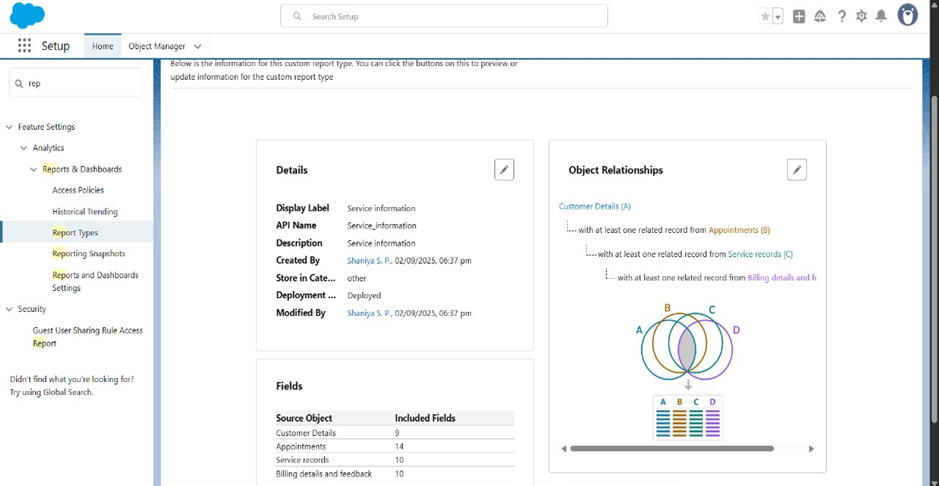 Search Setup
Setup
Home
Object Manager
rep
Feature Settings
Analytics
Reports & Dashboards
Access Policies
Historical Trending
Report Types
Reporting Snapshots
Reports and Dashboards
Settings
Security
Guest User Sharing Rule Access
Report
Didn't find what you're looking for?
Try using Global Search.
Below is the information for this custom report type. You can click the buttons on this to preview or
update information for the custom report type
Details
Display Label Service information
API Name Service_information
Description Service information
Created By Shaniya S. P., 02/09/2025, 06:37 pm
Store in Cate... other
Deployment ... Deployed
Modified By Shaniya S. P., 02/09/2025, 06:37 pm
Fields
Source Object Included Fields
Customer Details 9
Appointments 14
Service records 10
Billing details and feedback 10
Object Relationships
Customer Details (A)
with at least one related record from Appointments (B)
with at least one related record from Service records (C)
with at least one related record from Billing details and fe
A
B
C
D
A B C D